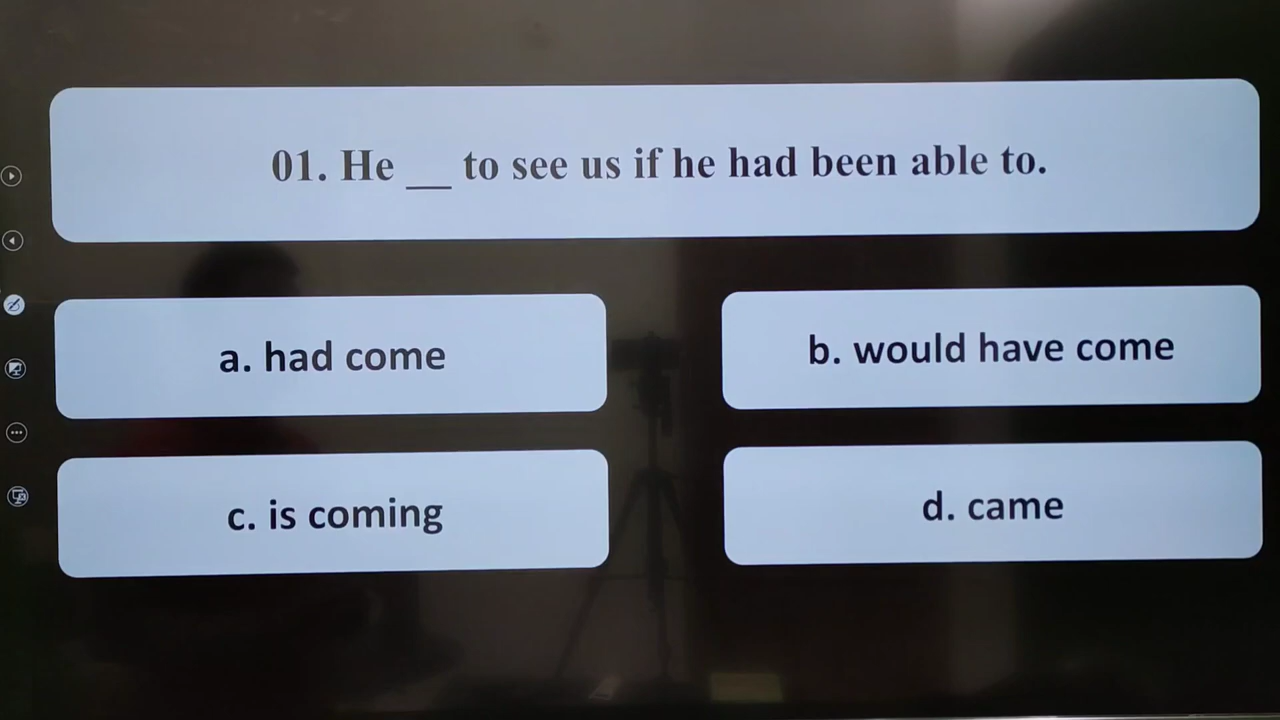 01. He __ to see us if he had been able to.
a. had come
b. would have come
c. is coming
d. came